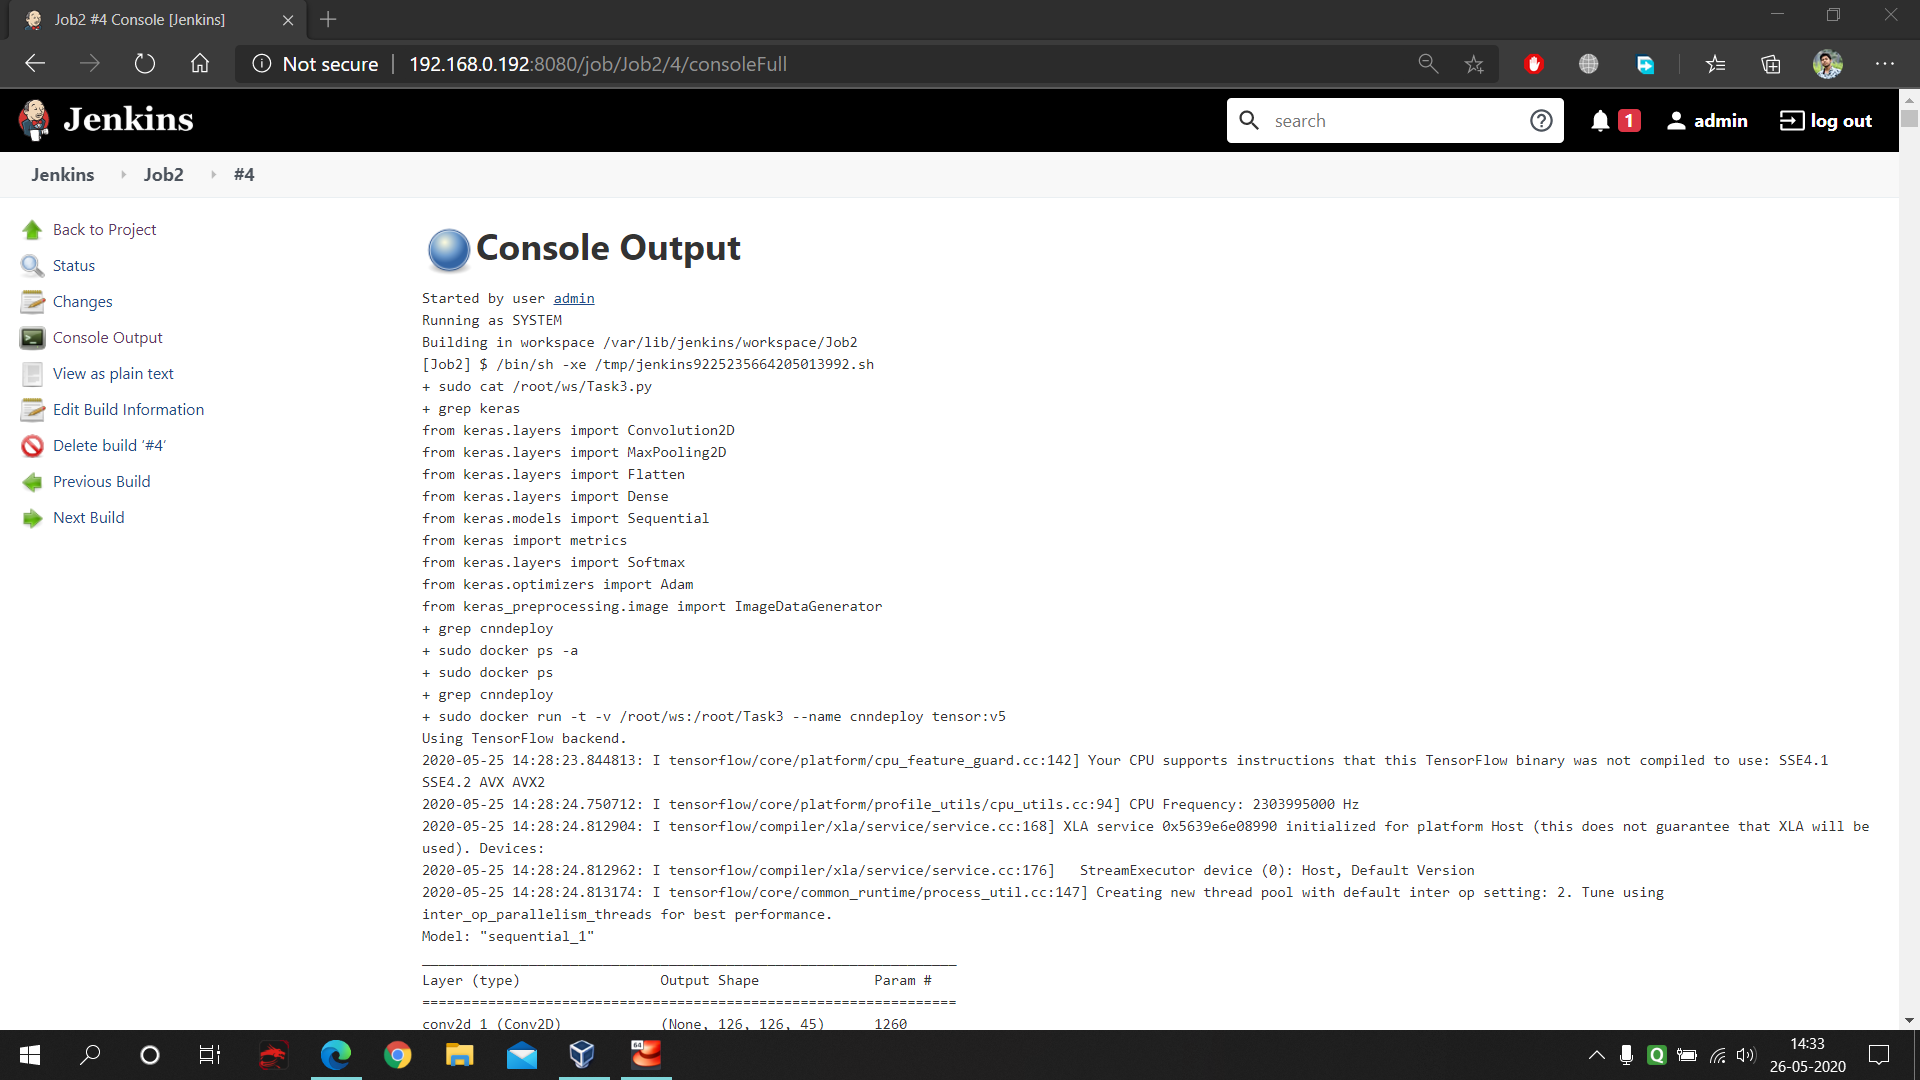 Job2 #4 Console [Jenkins]
Not secure | 192.168.0.192:8080/job/Job2/4/consoleFull
Jenkins
search
1
admin
log out
Jenkins
Job2
#4
Back to Project
Status
Changes
Console Output
View as plain text
Edit Build Information
Delete build ‘#4’
Previous Build
Next Build
Console Output
Started by user admin
Running as SYSTEM
Building in workspace /var/lib/jenkins/workspace/Job2
[Job2] $ /bin/sh -xe /tmp/jenkins9225235664205013992.sh
+ sudo cat /root/ws/Task3.py
+ grep keras
from keras.layers import Convolution2D
from keras.layers import MaxPooling2D
from keras.layers import Flatten
from keras.layers import Dense
from keras.models import Sequential
from keras import metrics
from keras.layers import Softmax
from keras.optimizers import Adam
from keras_preprocessing.image import ImageDataGenerator
+ grep cnndeploy
+ sudo docker ps -a
+ sudo docker ps
+ grep cnndeploy
+ sudo docker run -t -v /root/ws:/root/Task3 --name cnndeploy tensor:v5
Using TensorFlow backend.
2020-05-25 14:28:23.844813: I tensorflow/core/platform/cpu_feature_guard.cc:142] Your CPU supports instructions that this TensorFlow binary was not compiled to use: SSE4.1
SSE4.2 AVX AVX2
2020-05-25 14:28:24.750712: I tensorflow/core/platform/profile_utils/cpu_utils.cc:94] CPU Frequency: 2303995000 Hz
2020-05-25 14:28:24.812904: I tensorflow/compiler/xla/service/service.cc:168] XLA service 0x5639e6e08990 initialized for platform Host (this does not guarantee that XLA will be
used). Devices:
2020-05-25 14:28:24.812962: I tensorflow/compiler/xla/service/service.cc:176]   StreamExecutor device (0): Host, Default Version
2020-05-25 14:28:24.813174: I tensorflow/core/common_runtime/process_util.cc:147] Creating new thread pool with default inter op setting: 2. Tune using
inter_op_parallelism_threads for best performance.
Model: "sequential_1"
_________________________________________________________________
Layer (type)                 Output Shape              Param #
=================================================================
conv2d_1 (Conv2D)            (None, 126, 126, 45)      1260
64
Q
14:33
26-05-2020